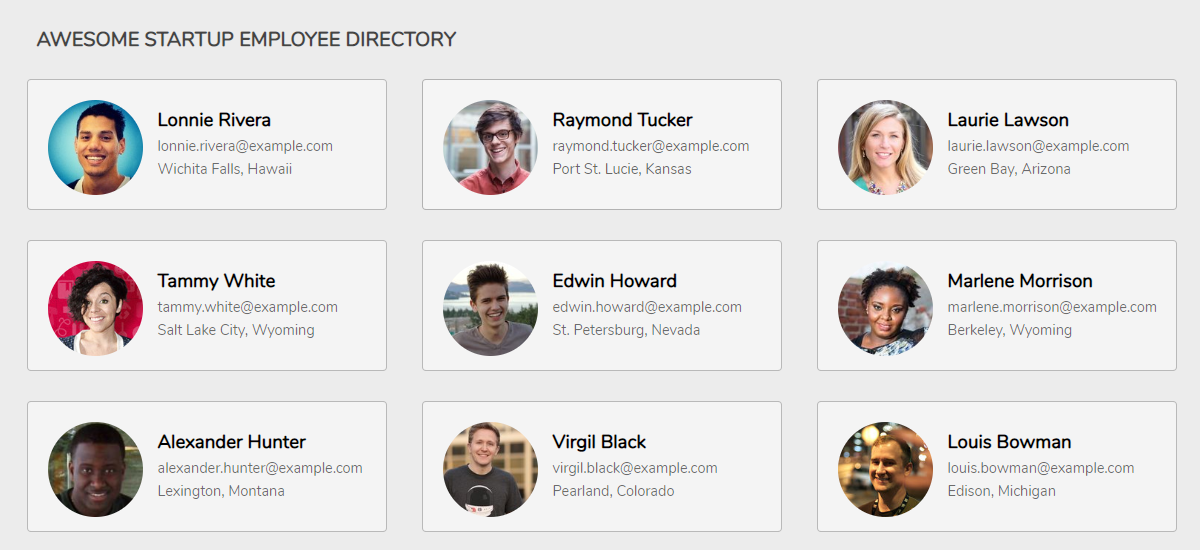 AWESOME STARTUP EMPLOYEE DIRECTORY
Lonnie Rivera
lonnie.rivera@example.com
Wichita Falls, Hawaii
Raymond Tucker
raymond.tucker@example.com
Port St. Lucie, Kansas
Laurie Lawson
laurie.lawson@example.com
Green Bay, Arizona
Tammy White
tammy.white@example.com
Salt Lake City, Wyoming
Edwin Howard
edwin.howard@example.com
St. Petersburg, Nevada
Marlene Morrison
marlene.morrison@example.com
Berkeley, Wyoming
Alexander Hunter
alexander.hunter@example.com
Lexington, Montana
Virgil Black
virgil.black@example.com
Pearland, Colorado
Louis Bowman
louis.bowman@example.com
Edison, Michigan